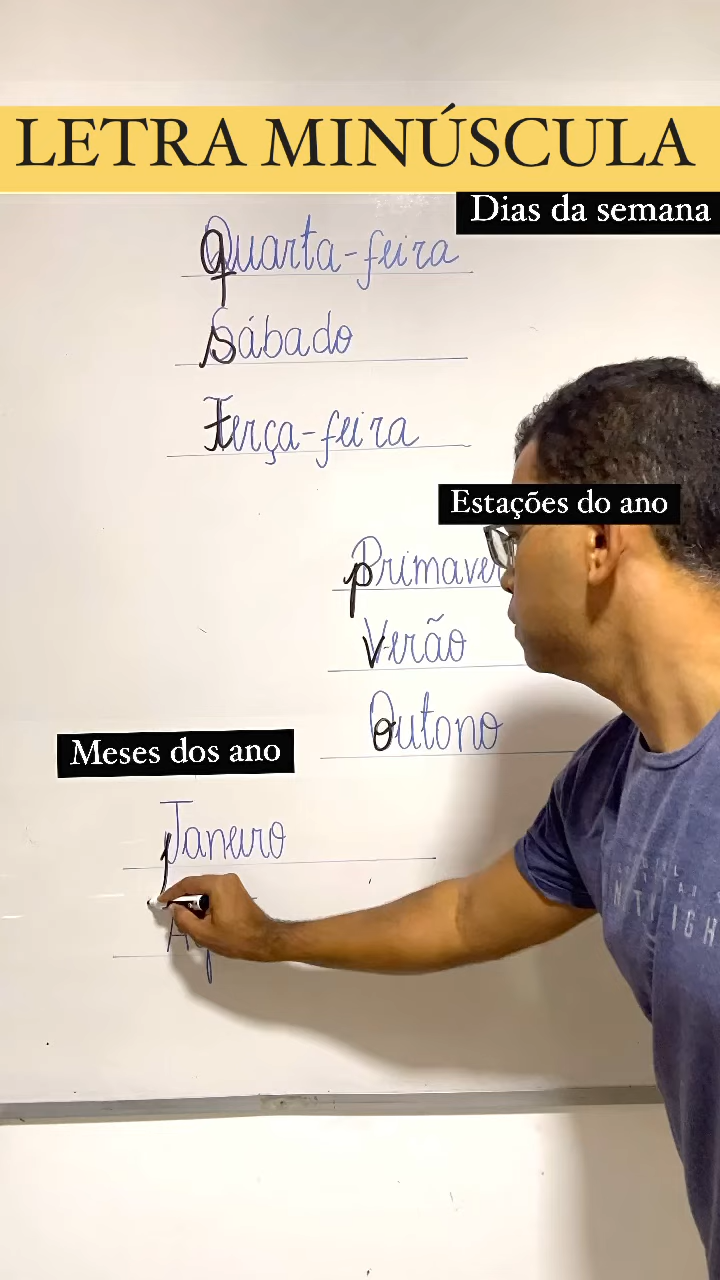 LETRA MINÚSCULA
Dias da semana
Quarta-feira
Sábado
Terça-feira
Estações do ano
Verão
Outono
Meses dos ano
Janeiro